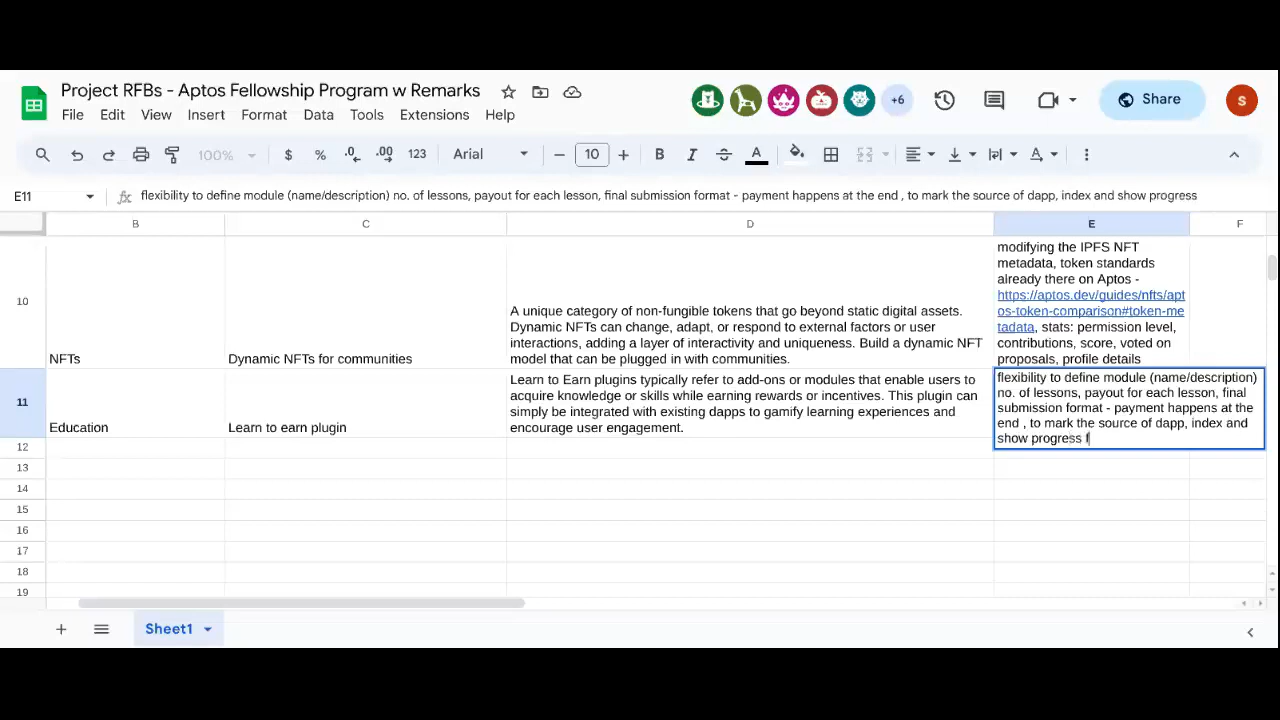 Project RFBs - Aptos Fellowship Program w Remarks
+6
Share
S
File Edit View Insert Format Data Tools Extensions Help
100% $ % .0 .00 123 Arial 10 B I S A
E11 fx flexibility to define module (name/description) no. of lessons, payout for each lesson, final submission format - payment happens at the end , to mark the source of dapp, index and show progress
B C D E F
10
NFTs
Dynamic NFTs for communities
A unique category of non-fungible tokens that go beyond static digital assets.
Dynamic NFTs can change, adapt, or respond to external factors or user
interactions, adding a layer of interactivity and uniqueness. Build a dynamic NFT
model that can be plugged in with communities.
modifying the IPFS NFT
metadata, token standards
already there on Aptos -
https://aptos.dev/guides/nfts/apt
os-token-comparison#token-me
tadata, stats: permission level,
contributions, score, voted on
proposals, profile details
11
Education
Learn to earn plugin
Learn to Earn plugins typically refer to add-ons or modules that enable users to
acquire knowledge or skills while earning rewards or incentives. This plugin can
simply be integrated with existing dapps to gamify learning experiences and
encourage user engagement.
flexibility to define module (name/description)
no. of lessons, payout for each lesson, final
submission format - payment happens at the
end , to mark the source of dapp, index and
show progress f
12
13
14
15
16
17
18
19
Sheet1